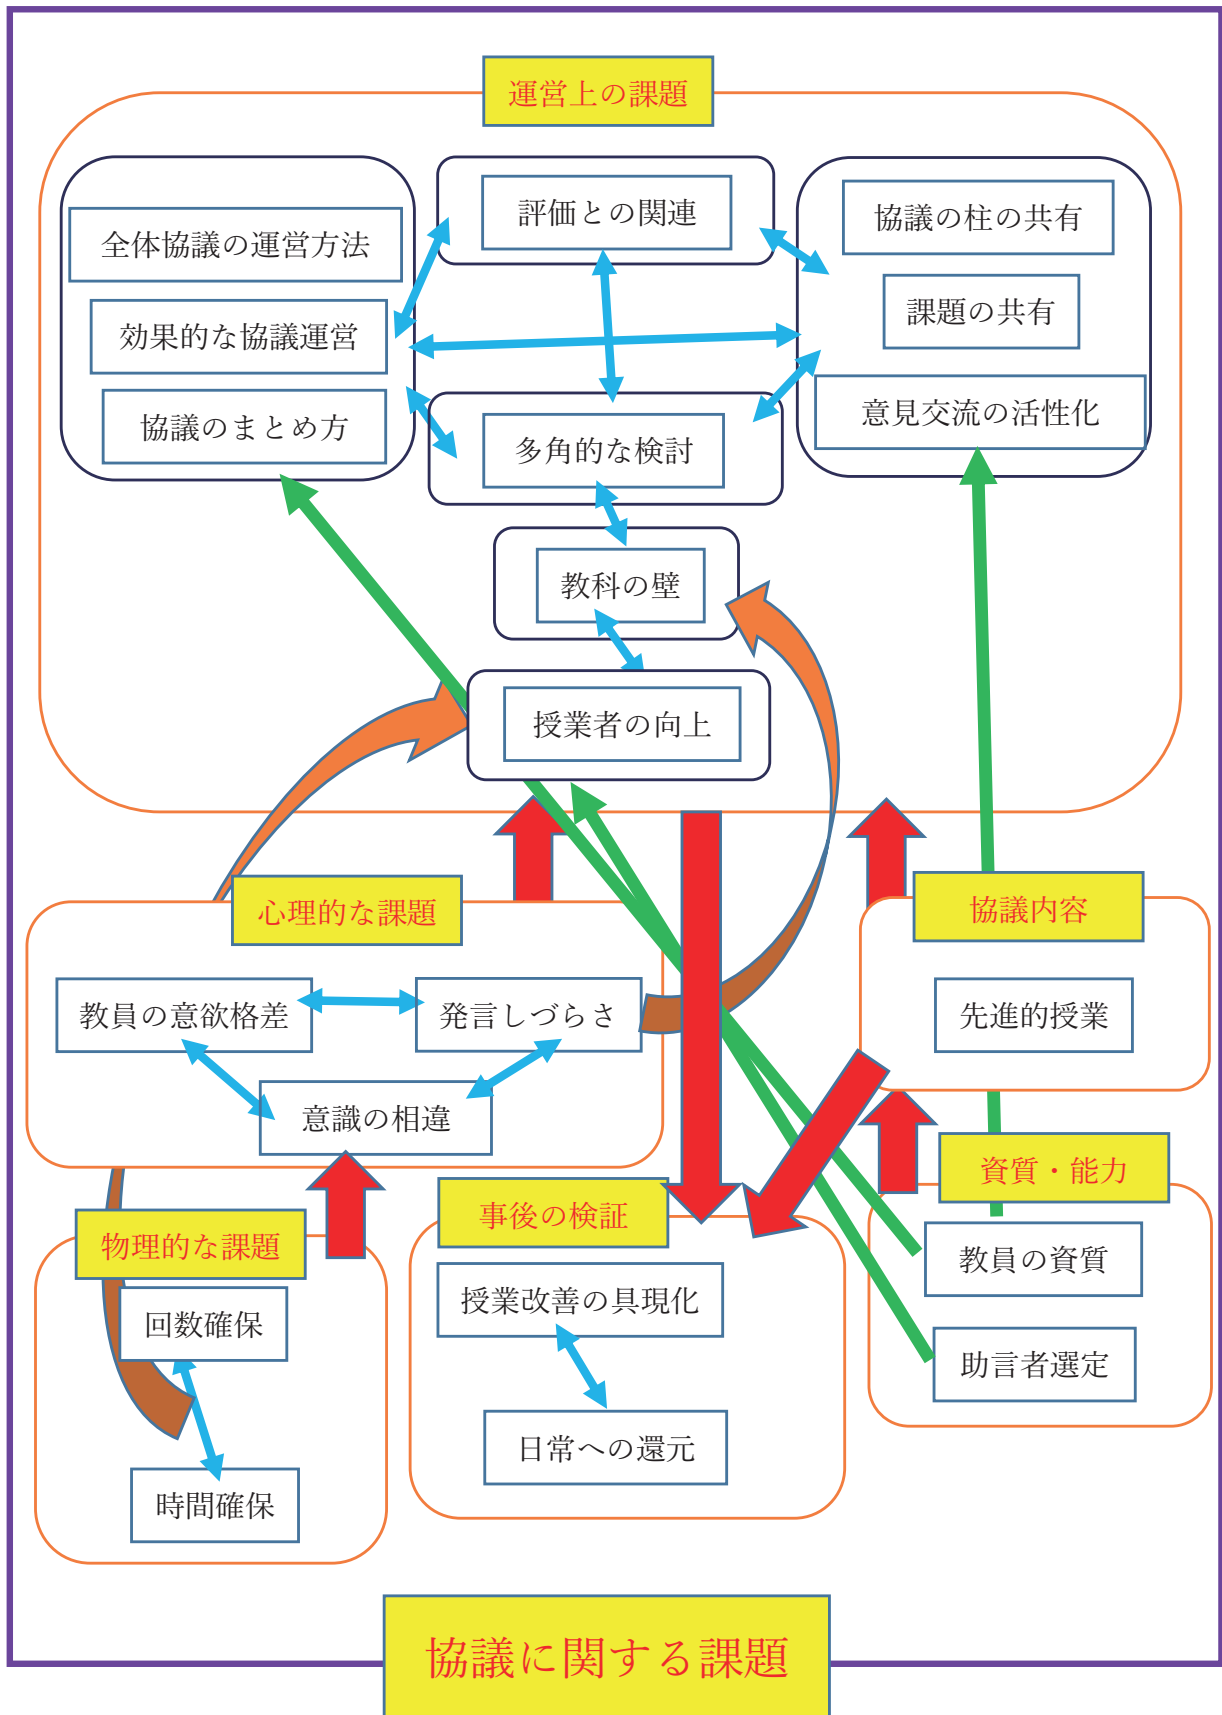 運営上の課題
全体協議の運営方法
効果的な協議運営
協議のまとめ方
評価との関連
多角的な検討
協議の柱の共有
課題の共有
意見交流の活性化
教科の壁
授業者の向上
心理的な課題
教員の意欲格差
発言しづらさ
意識の相違
協議内容
先進的授業
物理的な課題
回数確保
時間確保
事後の検証
授業改善の具現化
日常への還元
資質・能力
教員の資質
助言者選定
協議に関する課題